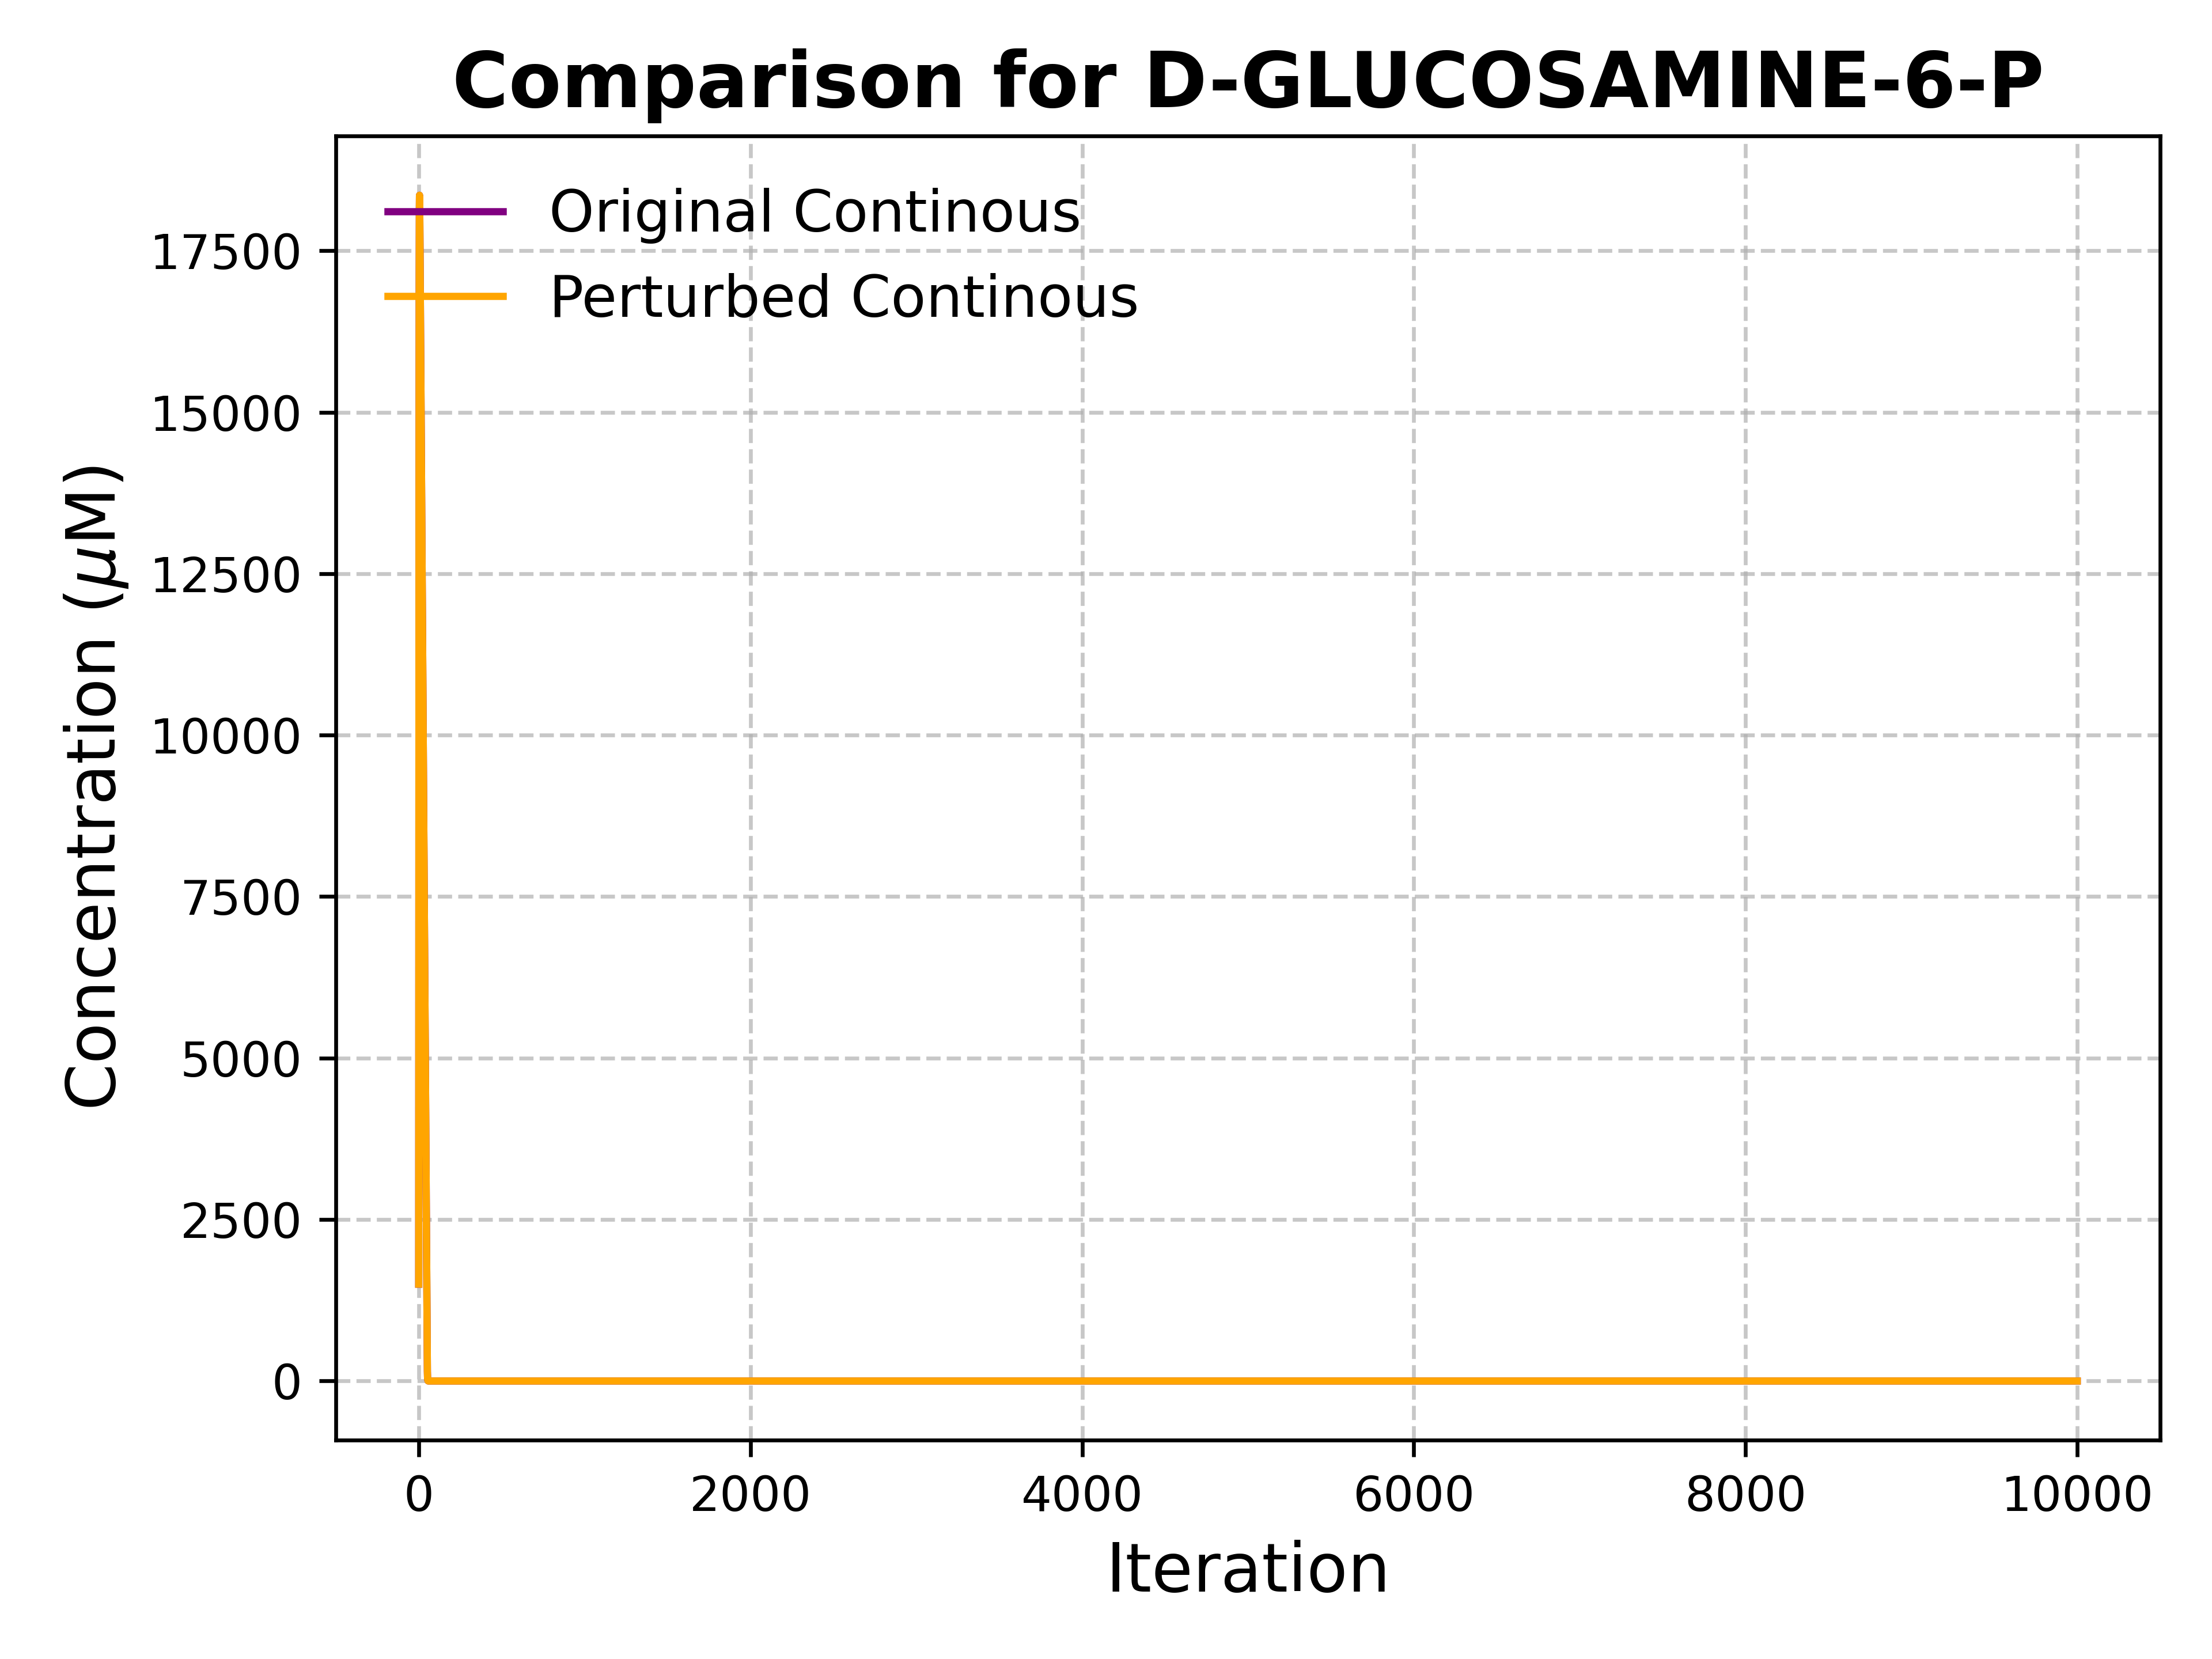 Comparison for D-GLUCOSAMINE-6-P
Original Continous
Perturbed Continous
17500
15000
12500
10000
7500
5000
2500
0
Concentration (μM)
0 2000 4000 6000 8000 10000
Iteration